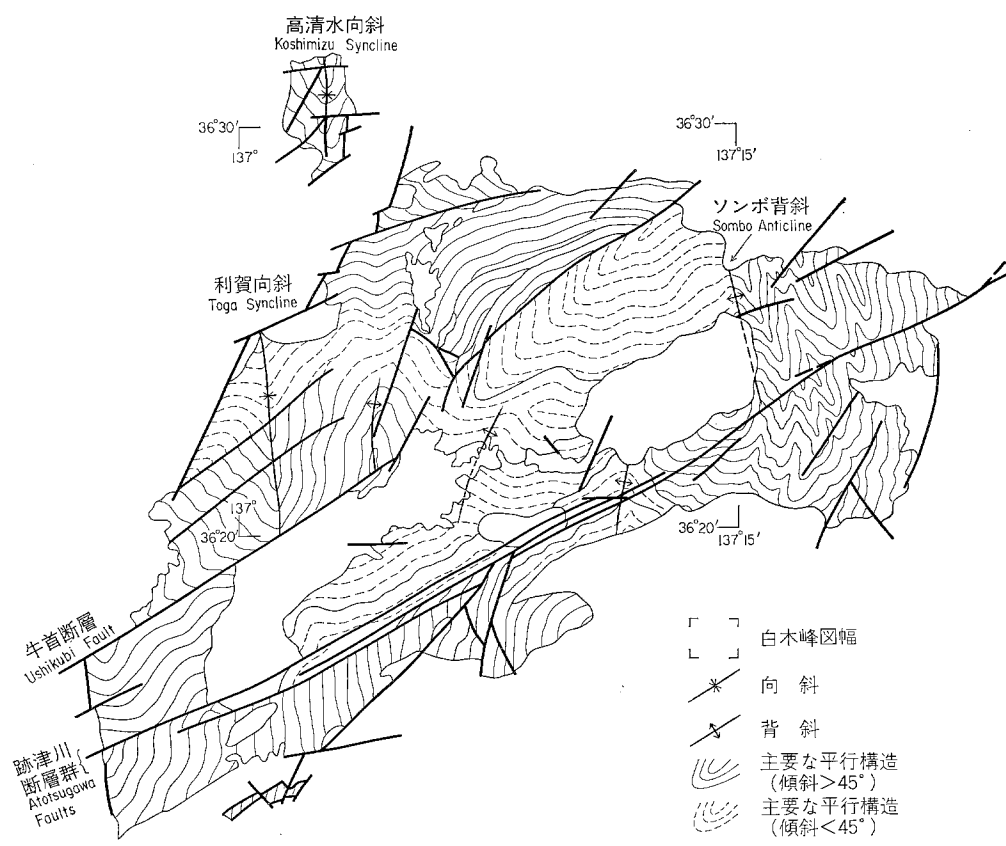 高清水向斜
Koshimizu Syncline
36°30′
137°
36°30′
137°15′
ソンボ背斜
Sombo Anticline
利賀向斜
Toga Syncline
137°
36°20′
36°20′
137°15′
牛首断層
Ushikubi Fault
跡津川
断層群{
Atotsugawa
Faults
白木峰図幅
向 斜
背 斜
主要な平行構造
(傾斜>45°)
主要な平行構造
(傾斜<45°)